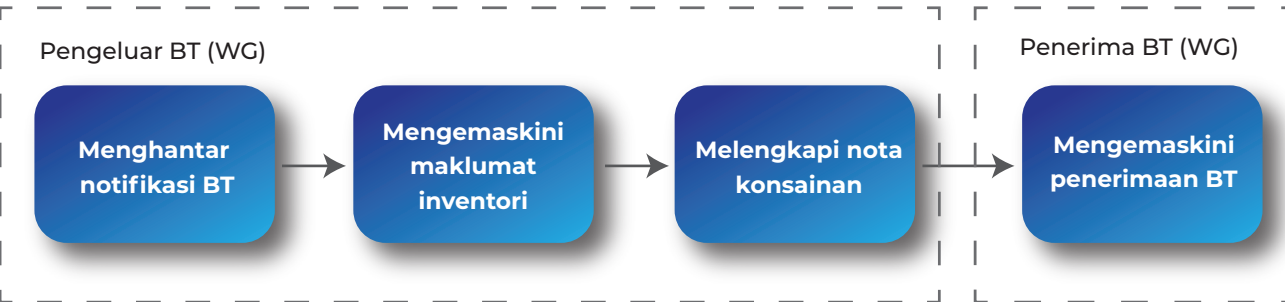 Pengeluar BT (WG)
Menghantar
notifikasi BT
Mengemaskini
maklumat
inventori
Melengkapi nota
konsainan
Penerima BT (WG)
Mengemaskini
penerimaan BT